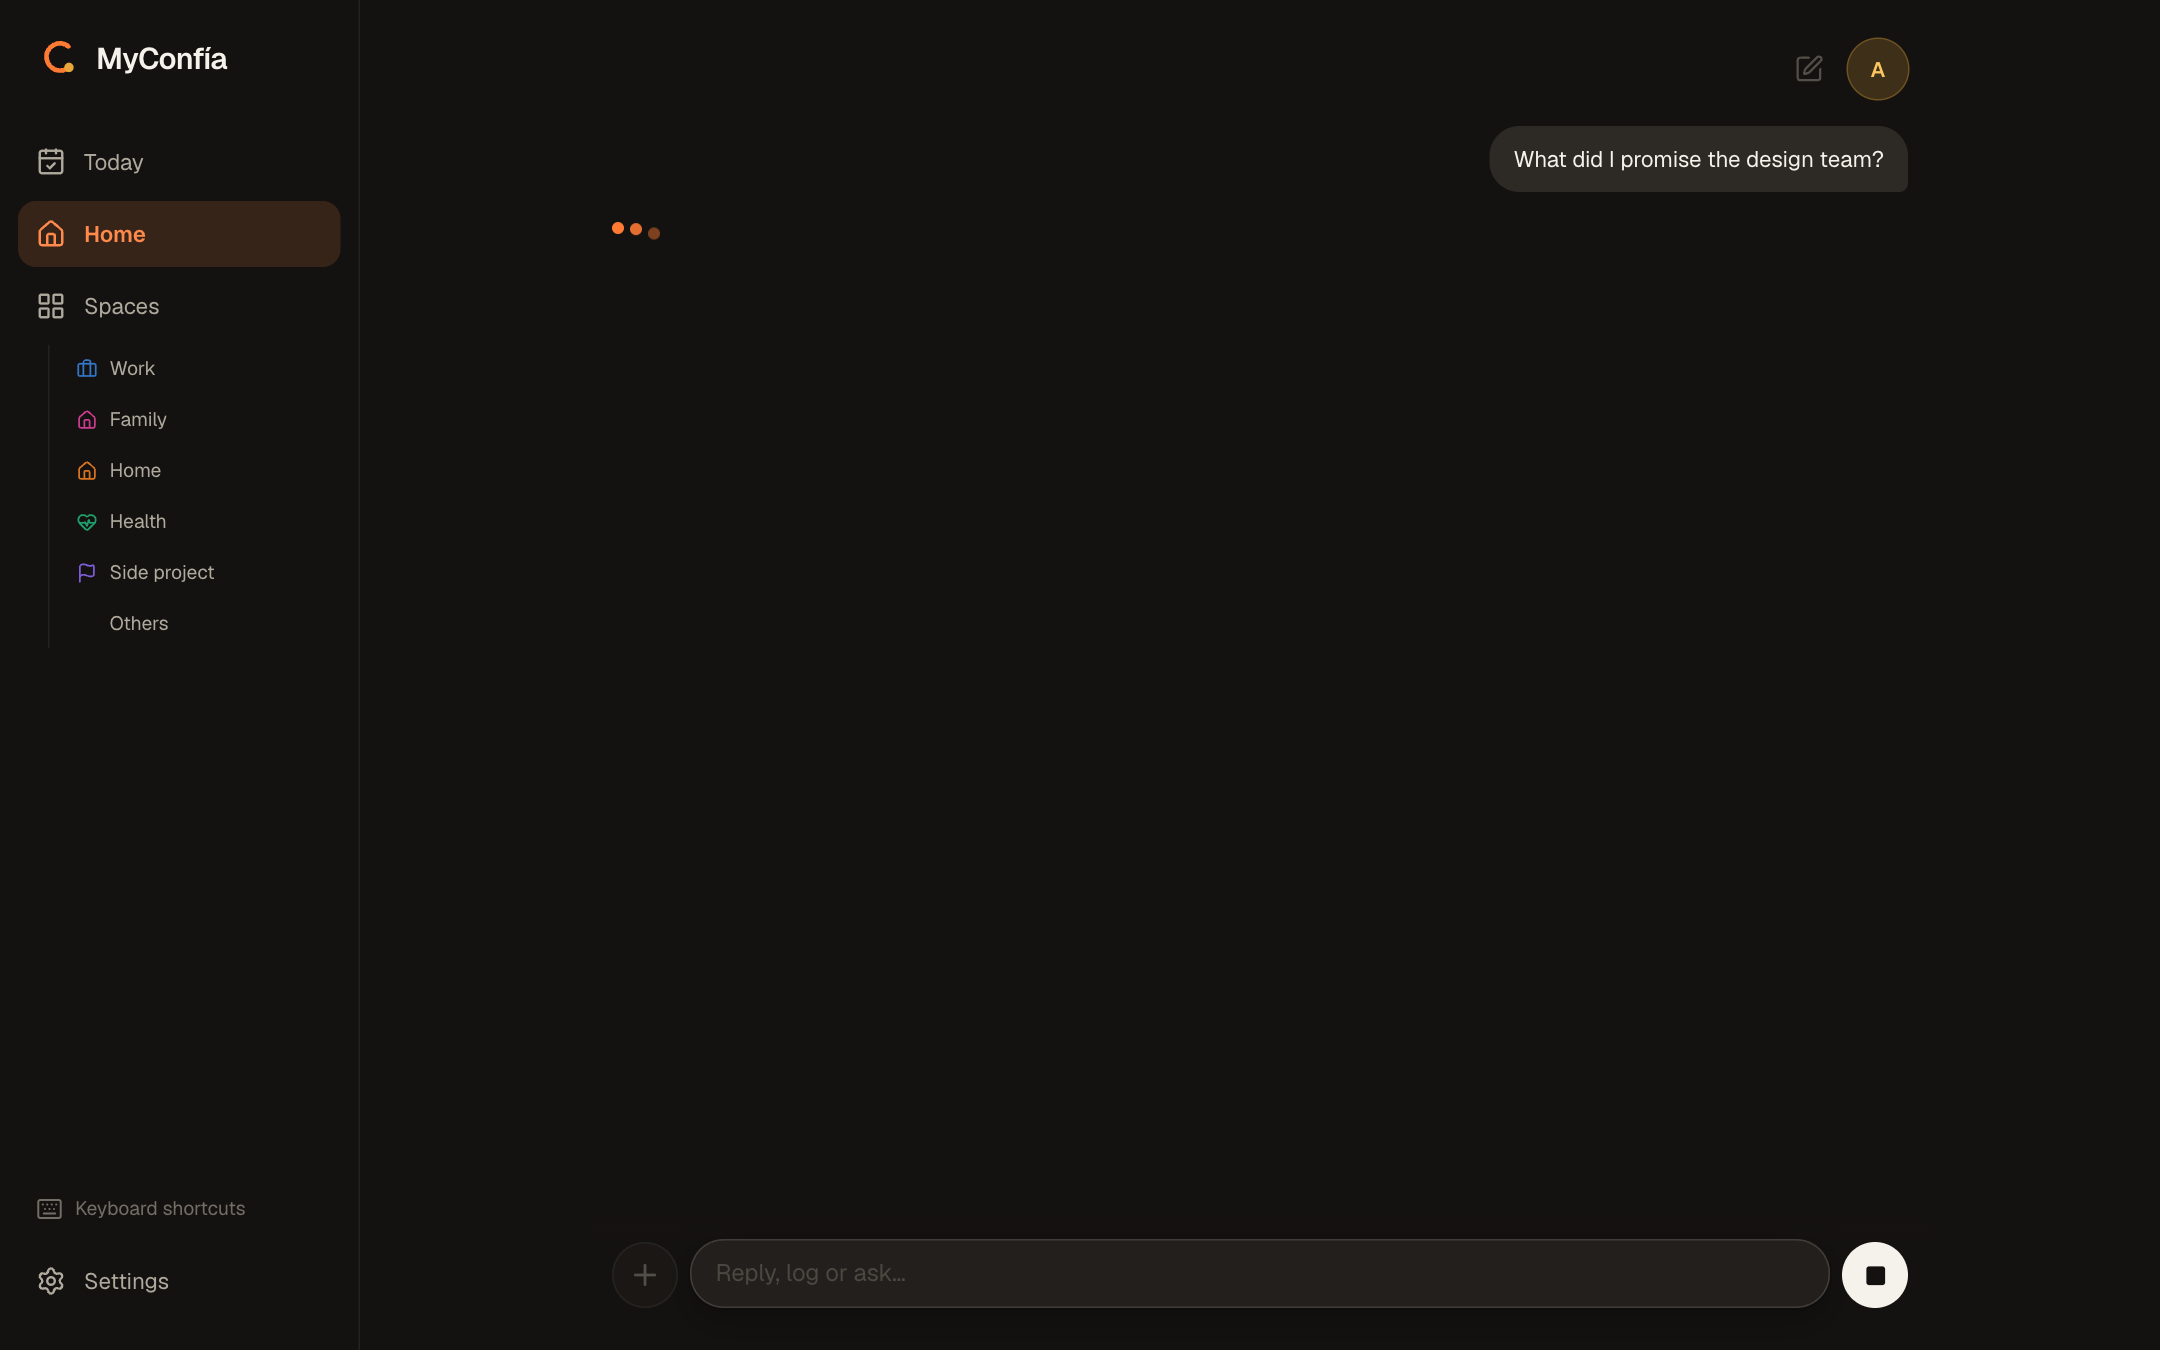 MyConfía
Today
Home
Spaces
Work
Family
Home
Health
Side project
Others
Keyboard shortcuts
Settings
A
What did I promise the design team?
Reply, log or ask...